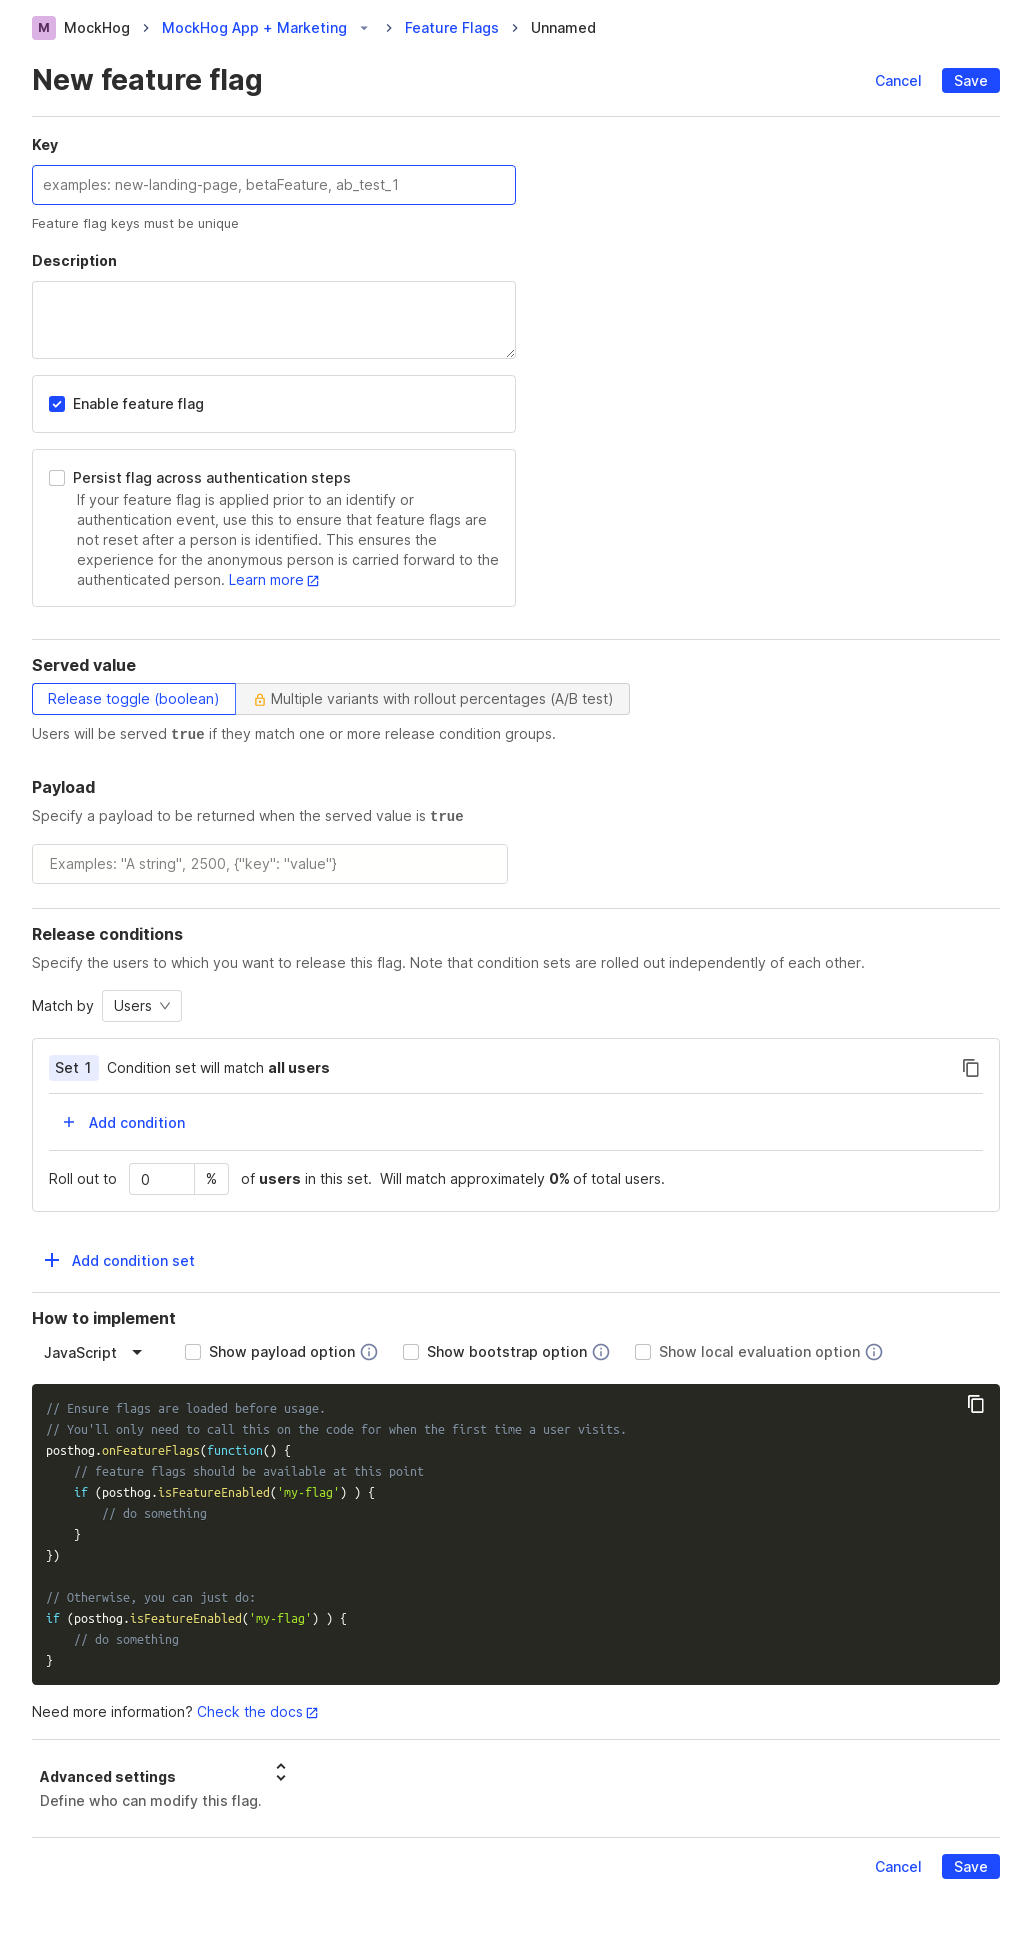 M MockHog > MockHog App + Marketing > Feature Flags > Unnamed
New feature flag
Cancel Save
Key
examples: new-landing-page, betaFeature, ab_test_1
Feature flag keys must be unique
Description
Enable feature flag
Persist flag across authentication steps
If your feature flag is applied prior to an identify or
authentication event, use this to ensure that feature flags are
not reset after a person is identified. This ensures the
experience for the anonymous person is carried forward to the
authenticated person. Learn more
Served value
Release toggle (boolean) Multiple variants with rollout percentages (A/B test)
Users will be served true if they match one or more release condition groups.
Payload
Specify a payload to be returned when the served value is true
Examples: "A string", 2500, {"key": "value"}
Release conditions
Specify the users to which you want to release this flag. Note that condition sets are rolled out independently of each other.
Match by Users
Set 1 Condition set will match all users
+ Add condition
Roll out to 0 % of users in this set. Will match approximately 0% of total users.
+ Add condition set
How to implement
JavaScript Show payload option Show bootstrap option Show local evaluation option
// Ensure flags are loaded before usage.
// You'll only need to call this on the code for when the first time a user visits.
posthog.onFeatureFlags(function() {
    // feature flags should be available at this point
    if (posthog.isFeatureEnabled('my-flag') ) {
        // do something
    }
})
// Otherwise, you can just do:
if (posthog.isFeatureEnabled('my-flag') ) {
    // do something
}
Need more information? Check the docs
Advanced settings
Define who can modify this flag.
Cancel Save